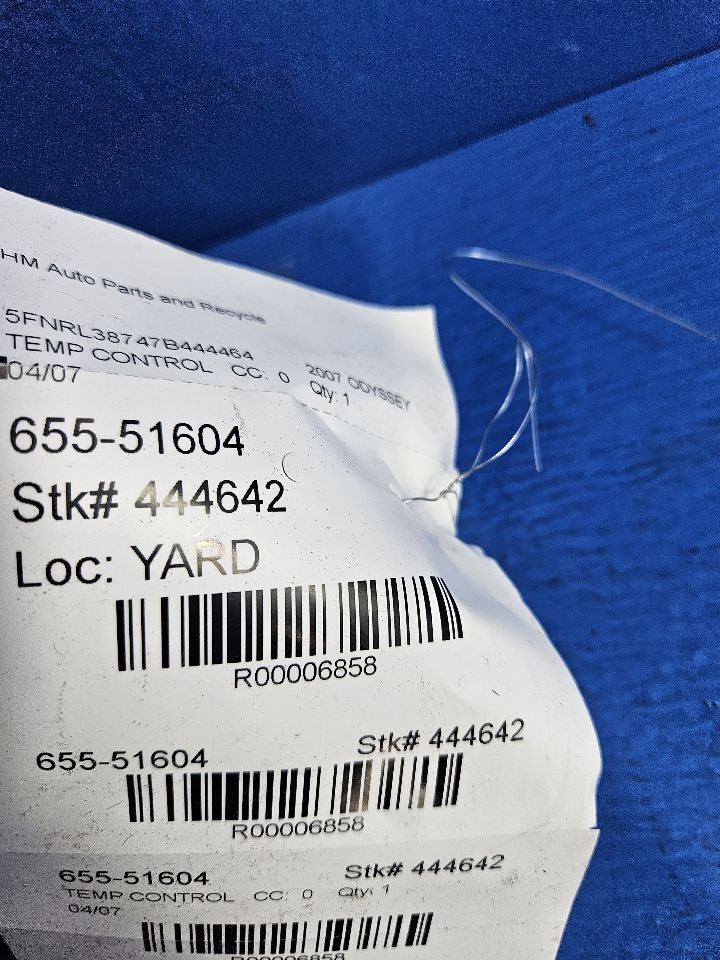 HM Auto Parts and Recycle
5FNRL38747B444464 2007 ODYSSEY
TEMP CONTROL CC: 0 Qty: 1
04/07
655-51604
Stk# 444642
Loc: YARD
R00006858
655-51604 Stk# 444642
R00006858
655-51604 Stk# 444642
TEMP CONTROL CC: 0 Qty: 1
04/07
R00006858